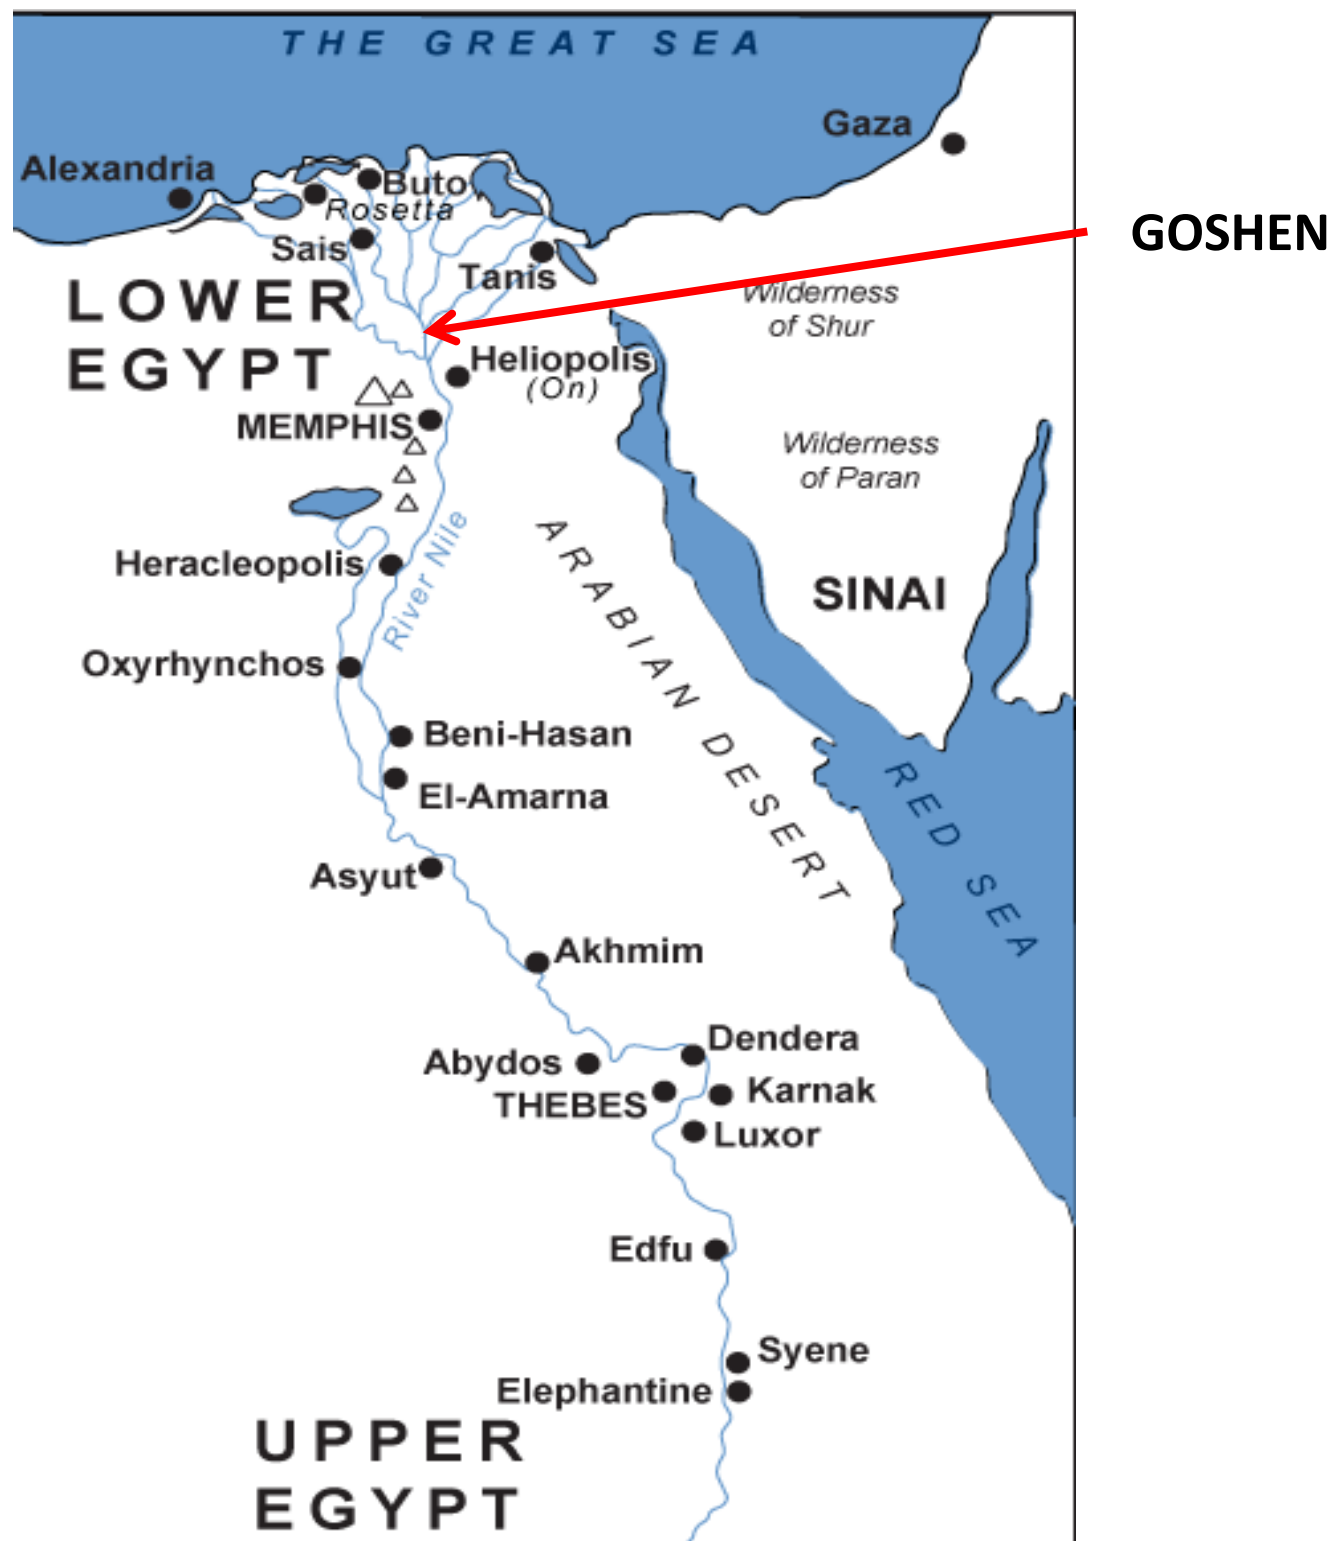 THE GREAT SEA
Gaza
Alexandria
Buto
Rosetta
GOSHEN
Sais
Tanis
LOWER
EGYPT
Wilderness
of Shur
Heliopolis
(On)
MEMPHIS
Wilderness
of Paran
Heracleopolis
River Nile
ARABIAN DESERT
SINAI
Oxyrhynchos
Beni-Hasan
El-Amarna
RED SEA
Asyut
Akhmim
Dendera
Abydos
Karnak
THEBES
Luxor
Edfu
Syene
Elephantine
UPPER
EGYPT